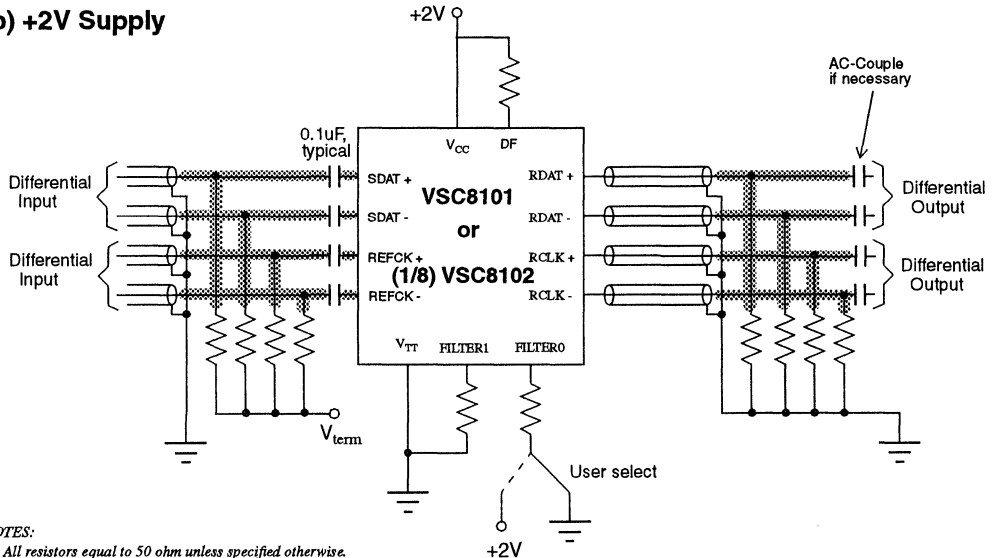 +2V Supply
+2V
AC-Couple
if necessary
0.1uF,
typical
VCC
DF
Differential
Input
SDAT +
SDAT -
Differential
Input
REFCK +
REFCK -
VSC8101
or
(1/8) VSC8102
RDAT +
RDAT -
Differential
Output
RCLK +
RCLK -
Differential
Output
VTT
FILTER1
FILTER0
Vterm
User select
+2V
All resistors equal to 50 ohm unless specified otherwise.